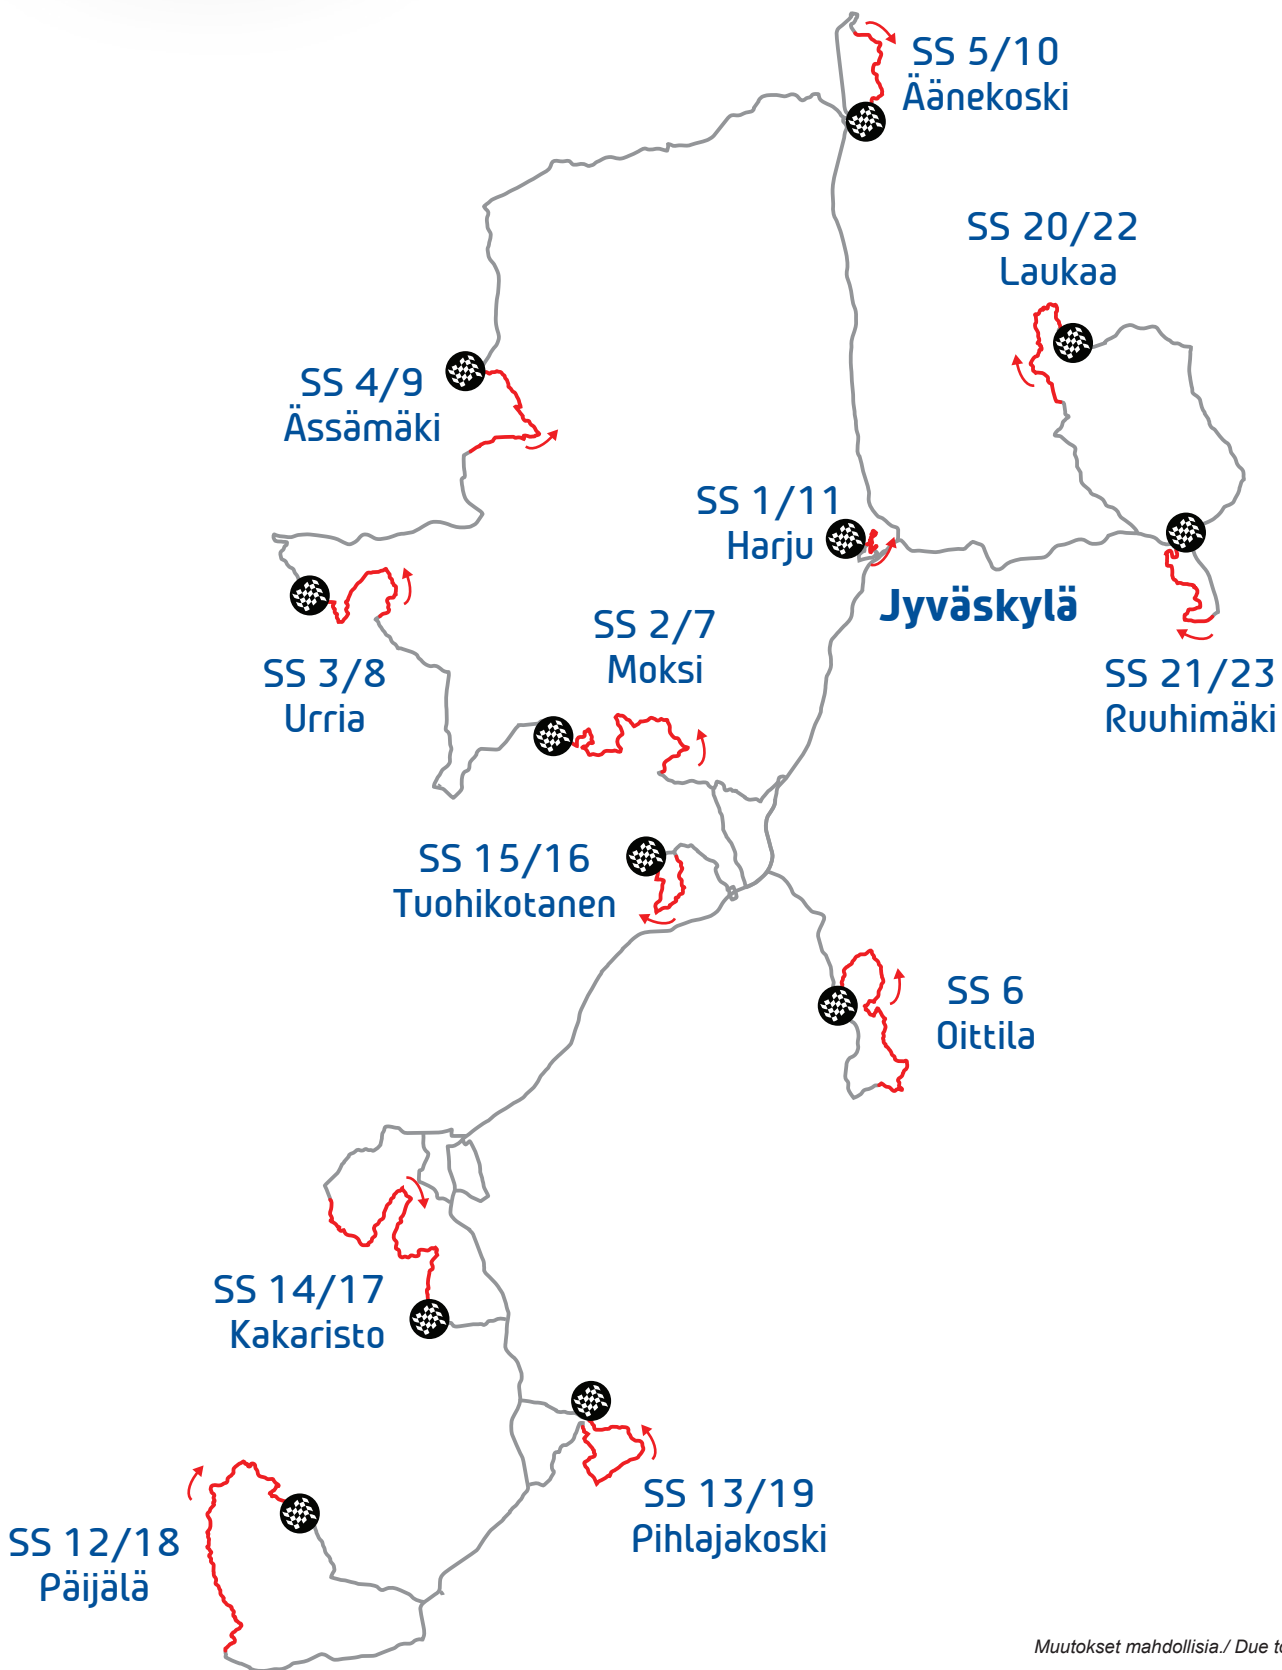 SS 5/10
Äänekoski
SS 20/22
Laukaa
SS 4/9
Ässämäki
SS 1/11
Harju
Jyväskylä
SS 2/7
Moksi
SS 3/8
Urria
SS 21/23
Ruuhimäki
SS 15/16
Tuohikotanen
SS 6
Oittila
SS 14/17
Kakaristo
SS 13/19
Pihlajakoski
SS 12/18
Päijälä
Muutokset mahdollisia./ Due to